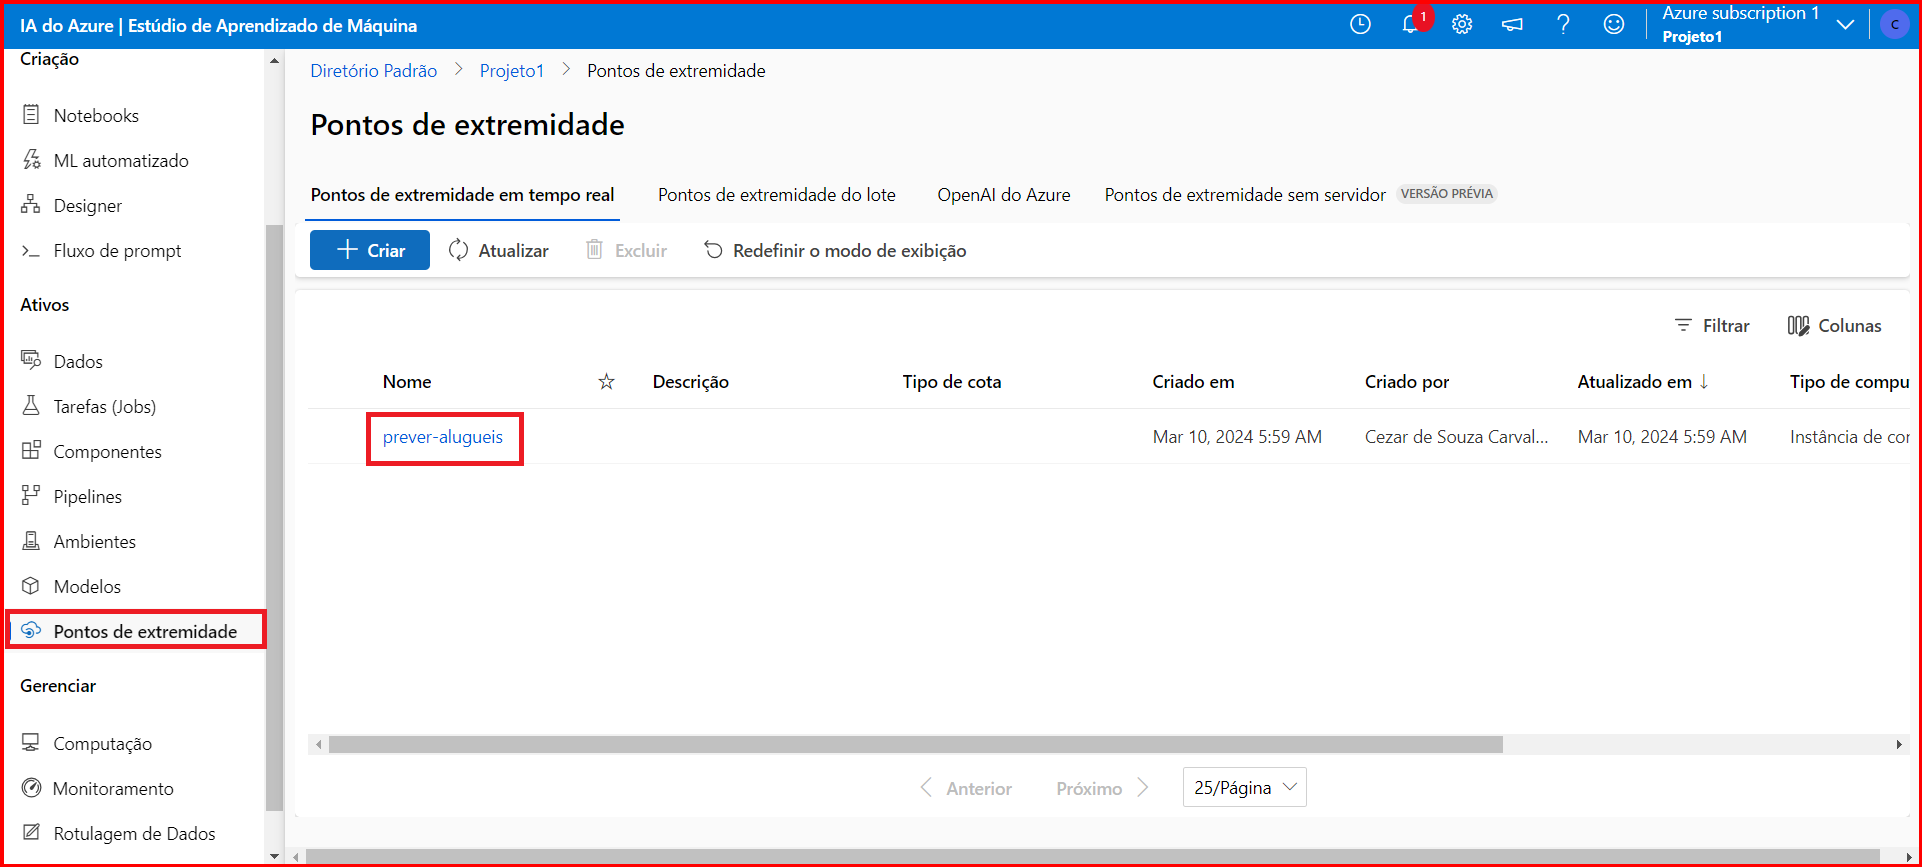 IA do Azure | Estúdio de Aprendizado de Máquina
1
Azure subscription 1
Projeto1
C
Criação
Notebooks
ML automatizado
Designer
Fluxo de prompt
Ativos
Dados
Tarefas (Jobs)
Componentes
Pipelines
Ambientes
Modelos
Pontos de extremidade
Gerenciar
Computação
Monitoramento
Rotulagem de Dados
Diretório Padrão > Projeto1 > Pontos de extremidade
Pontos de extremidade
Pontos de extremidade em tempo real Pontos de extremidade do lote OpenAI do Azure Pontos de extremidade sem servidor VERSÃO PRÉVIA
Criar Atualizar Excluir Redefinir o modo de exibição
Filtrar Colunas
Nome Descrição Tipo de cota Criado em Criado por Atualizado em Tipo de compu
prever-alugueis Mar 10, 2024 5:59 AM Cezar de Souza Carval... Mar 10, 2024 5:59 AM Instância de cor
Anterior Próximo 25/Página